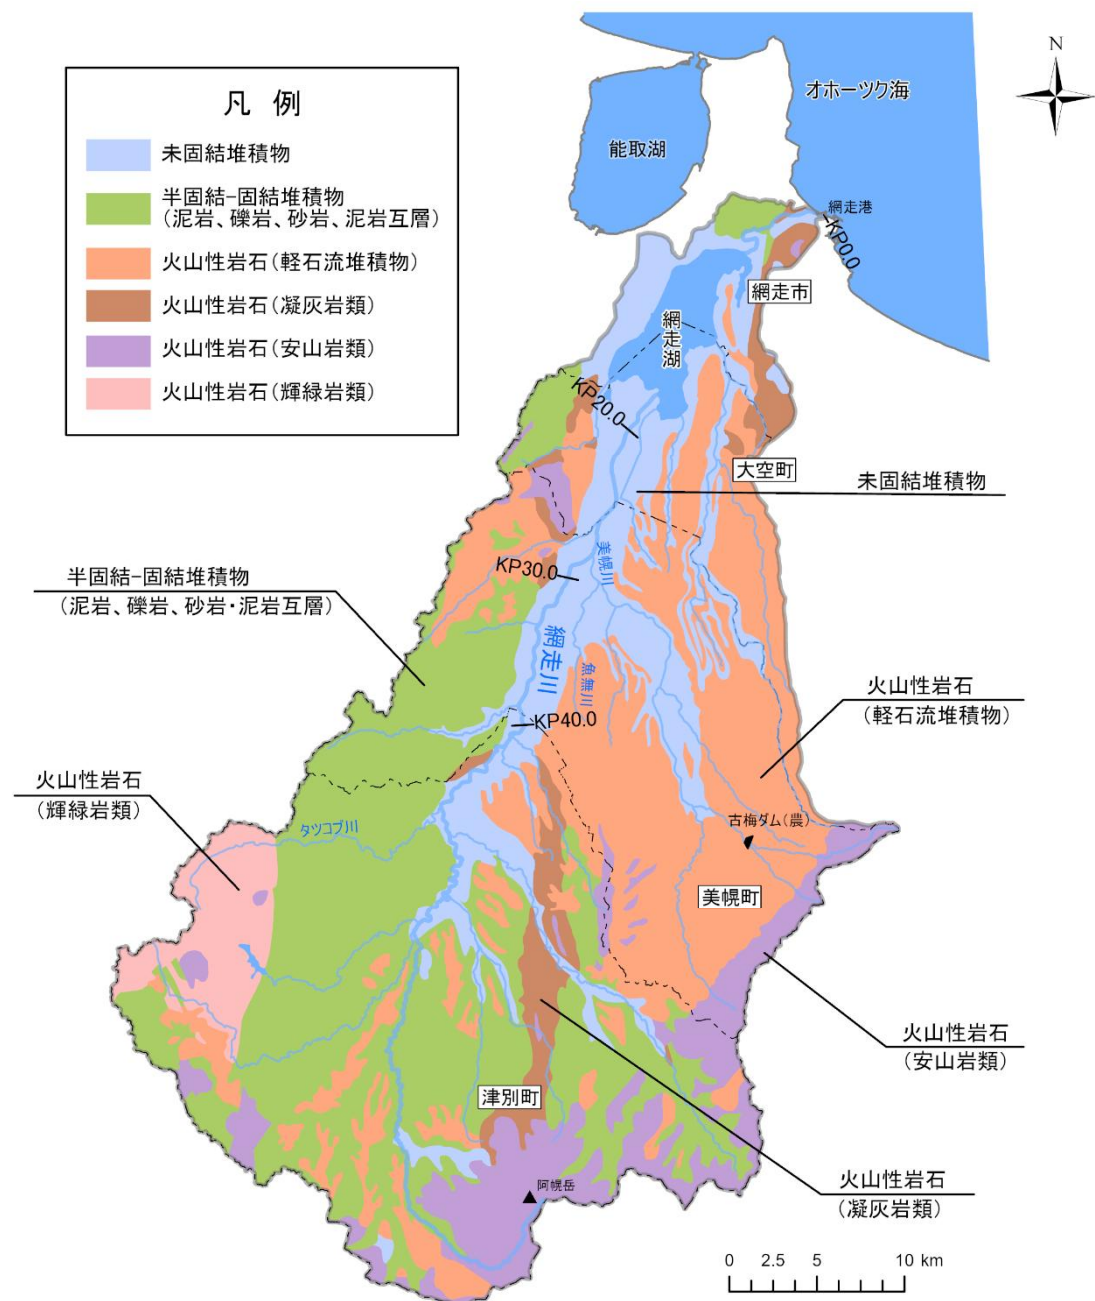 N
オホーツク海
能取湖
凡 例
未固結堆積物
半固結-固結堆積物
(泥岩、礫岩、砂岩、泥岩互層)
火山性岩石(軽石流堆積物)
火山性岩石(凝灰岩類)
火山性岩石(安山岩類)
火山性岩石(輝緑岩類)
網走港
KP0.0
網走市
網走湖
KP20.0
大空町
未固結堆積物
美幌川
KP30.0
半固結-固結堆積物
(泥岩、礫岩、砂岩・泥岩互層)
網走川
魚無川
火山性岩石
(軽石流堆積物)
KP40.0
火山性岩石
(輝緑岩類)
タツコブ川
古梅ダム(農)
美幌町
火山性岩石
(安山岩類)
津別町
火山性岩石
(凝灰岩類)
阿幌岳
0 2.5 5 10 km